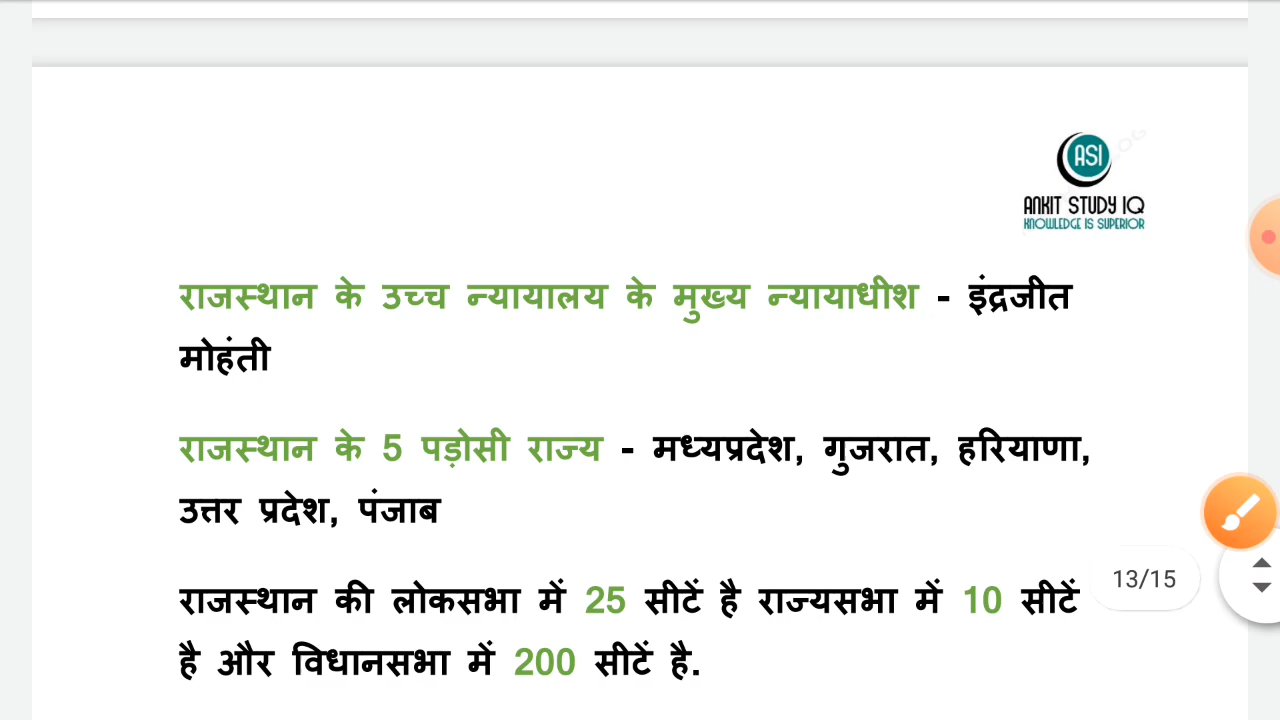 ASI
ANKIT STUDY IQ
KNOWLEDGE IS SUPERIOR
राजस्थान के उच्च न्यायालय के मुख्य न्यायाधीश - इंद्रजीत
मोहंती
राजस्थान के 5 पड़ोसी राज्य - मध्यप्रदेश, गुजरात, हरियाणा,
उत्तर प्रदेश, पंजाब
राजस्थान की लोकसभा में 25 सीटें है राज्यसभा में 10 सीटें
है और विधानसभा में 200 सीटें है.
13/15